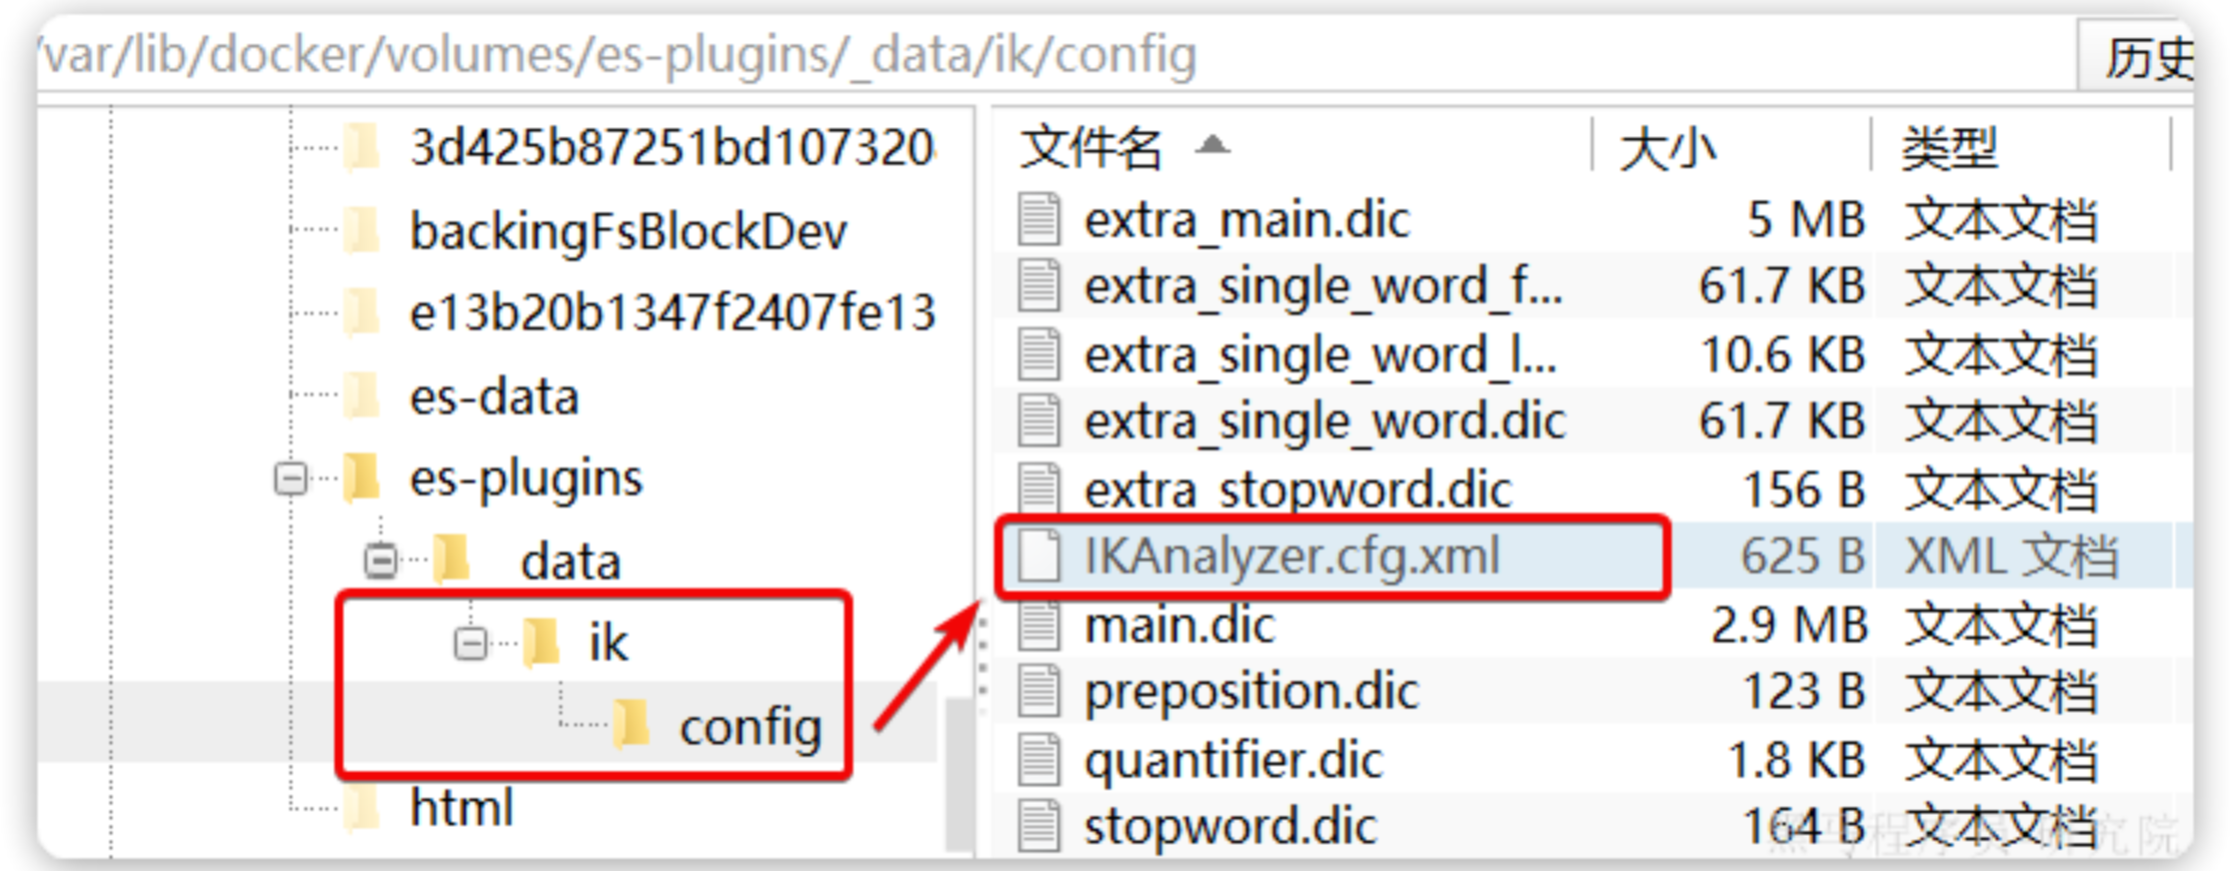 /var/lib/docker/volumes/es-plugins/_data/ik/config
历史
3d425b87251bd107320
backingFsBlockDev
e13b20b1347f2407fe13
es-data
es-plugins
_data
ik
config
html
文件名 大小 类型
extra_main.dic 5 MB 文本文档
extra_single_word_f... 61.7 KB 文本文档
extra_single_word_l... 10.6 KB 文本文档
extra_single_word.dic 61.7 KB 文本文档
extra_stopword.dic 156 B 文本文档
IKAnalyzer.cfg.xml 625 B XML 文档
main.dic 2.9 MB 文本文档
preposition.dic 123 B 文本文档
quantifier.dic 1.8 KB 文本文档
stopword.dic 164 B 文本文档
黑马程序员-研究院